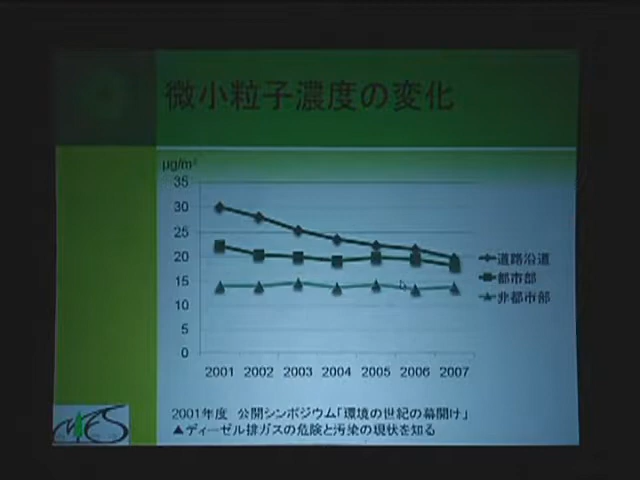 微小粒子濃度の変化
μg/m³
35
30
25
20
15
10
5
0
2001 2002 2003 2004 2005 2006 2007
道路沿道
都市部
非都市部
2001年度 公開シンポジウム「環境の世紀の幕開け」
▲ディーゼル排ガスの危険と汚染の現状を知る
MES